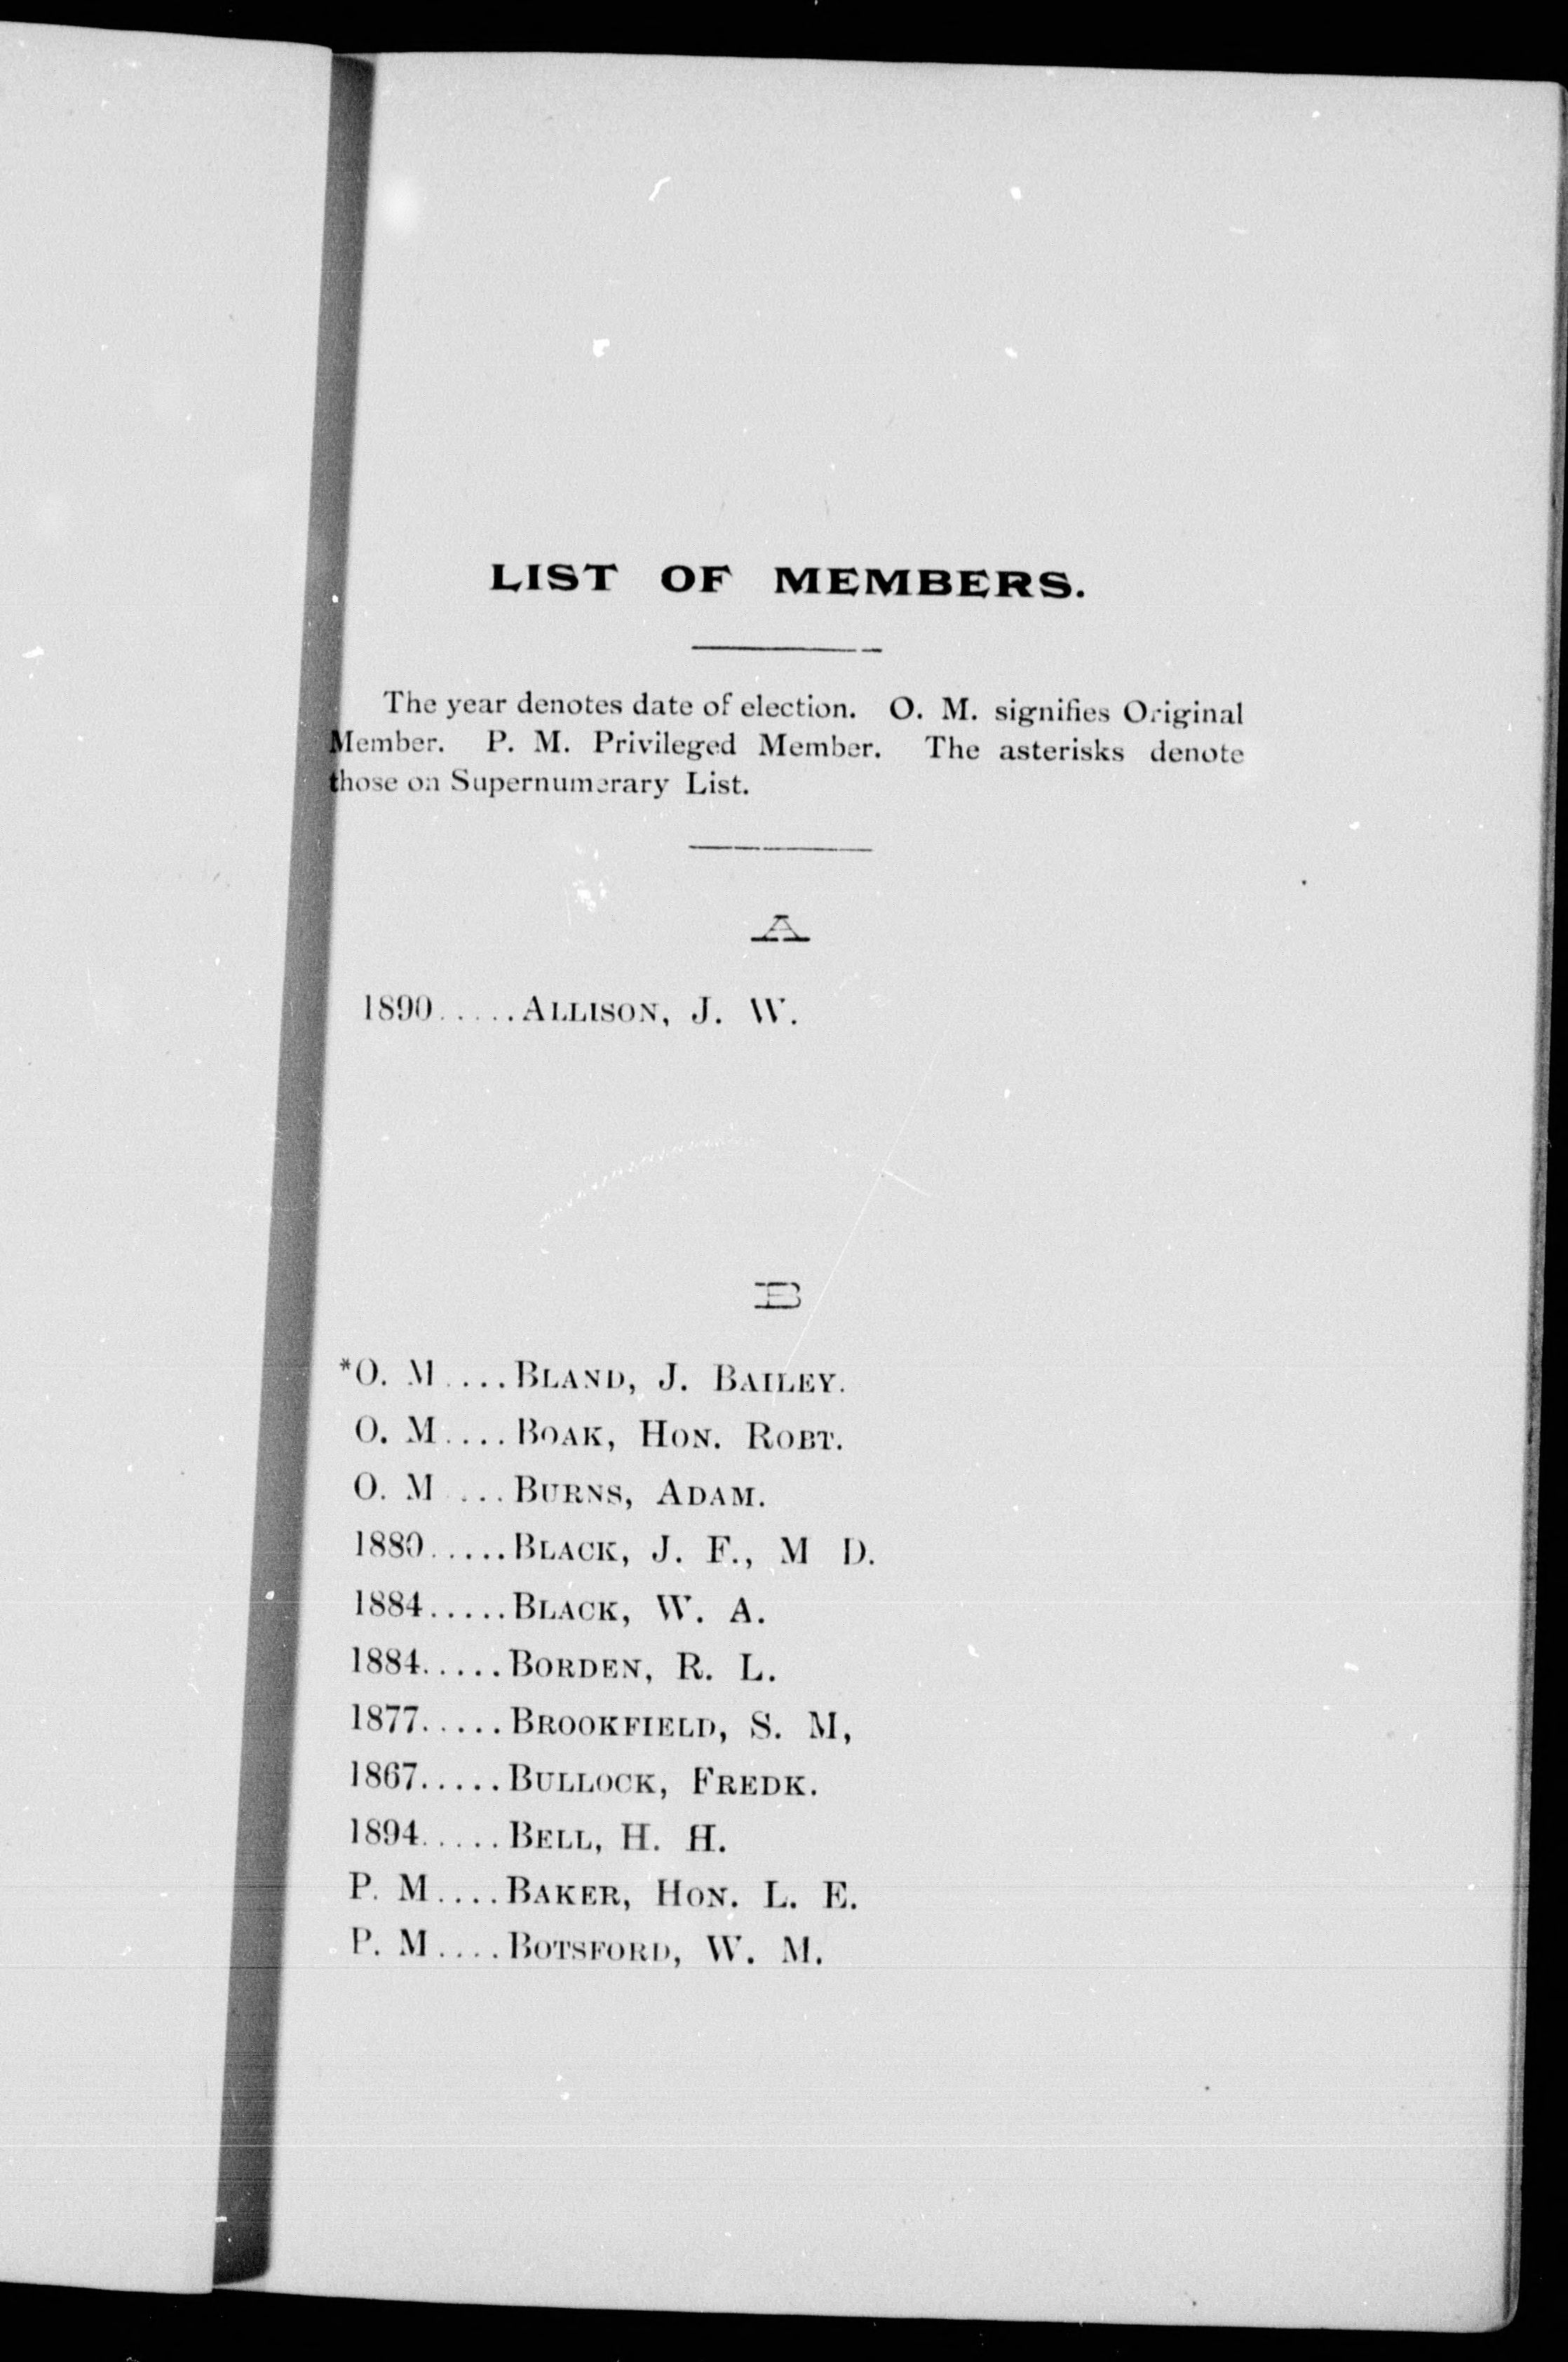 LIST OF MEMBERS.
The year denotes date of election. O. M. signifies Original
Member. P. M. Privileged Member. The asterisks denote
those on Supernumerary List.
A
1890.....ALLISON, J. W.
B
*O. M....BLAND, J. BAILEY.
O. M....BOAK, HON. ROBT.
O. M ...BURNS, ADAM.
1880.....BLACK, J. F., M D.
1884.....BLACK, W. A.
1884.....BORDEN, R. L.
1877.....BROOKFIELD, S. M,
1867.....BULLOCK, FREDK.
1894.....BELL, H. H.
P. M....BAKER, HON. L. E.
P. M....BOTSFORD, W. M.